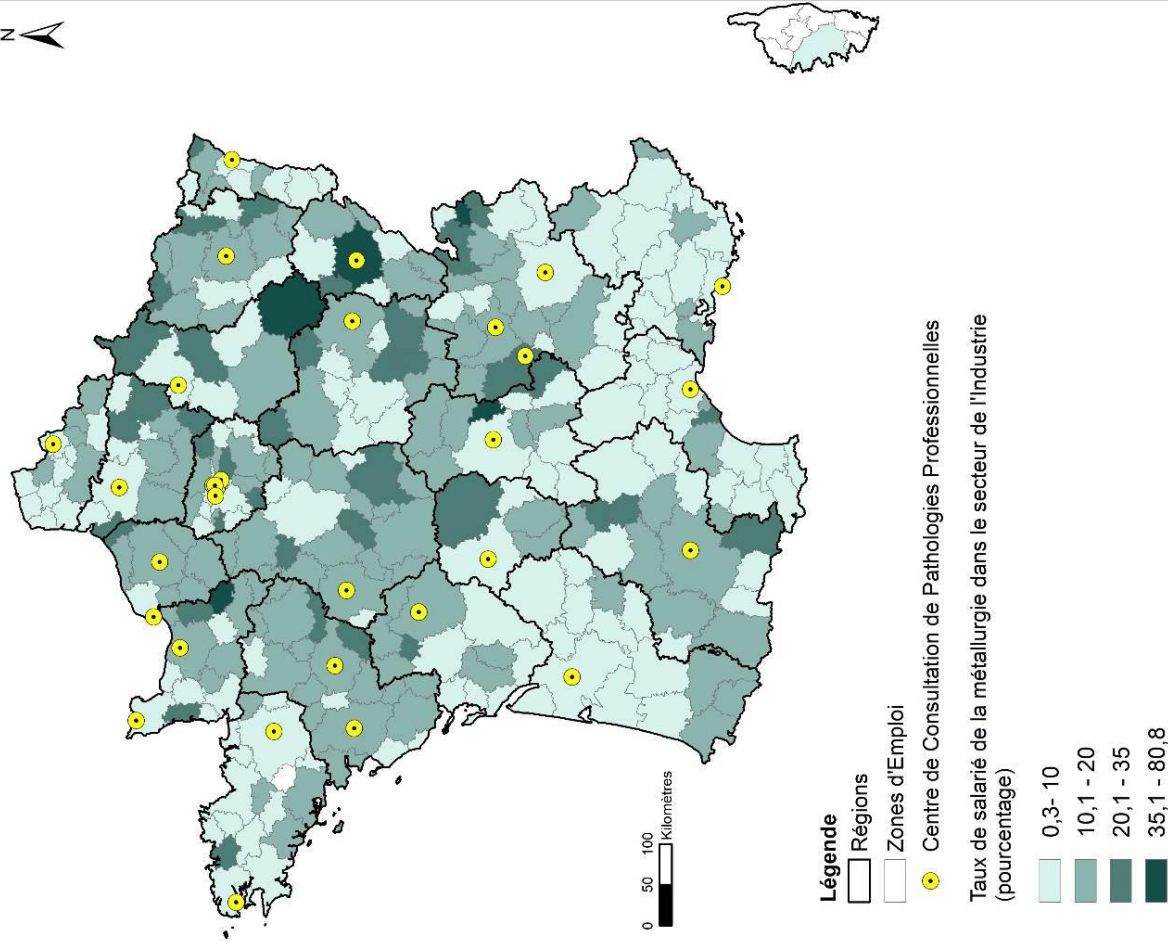 N
0 50 100
Kilomètres
Légende
Régions
Zones d'Emploi
Centre de Consultation de Pathologies Professionnelles
Taux de salarié de la métallurgie dans le secteur de l'Industrie
(pourcentage)
0,3- 10
10,1 - 20
20,1 - 35
35,1 - 80,8